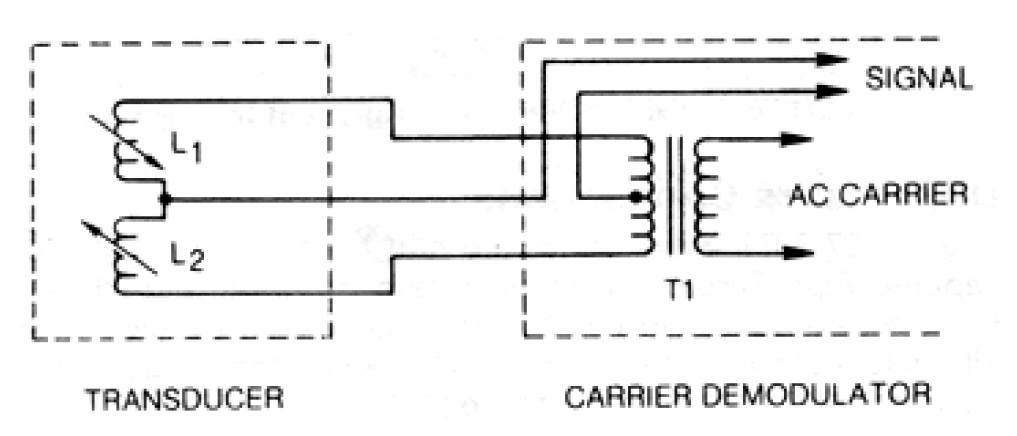 SIGNAL
L1
AC CARRIER
L2
T1
TRANSDUCER
CARRIER DEMODULATOR